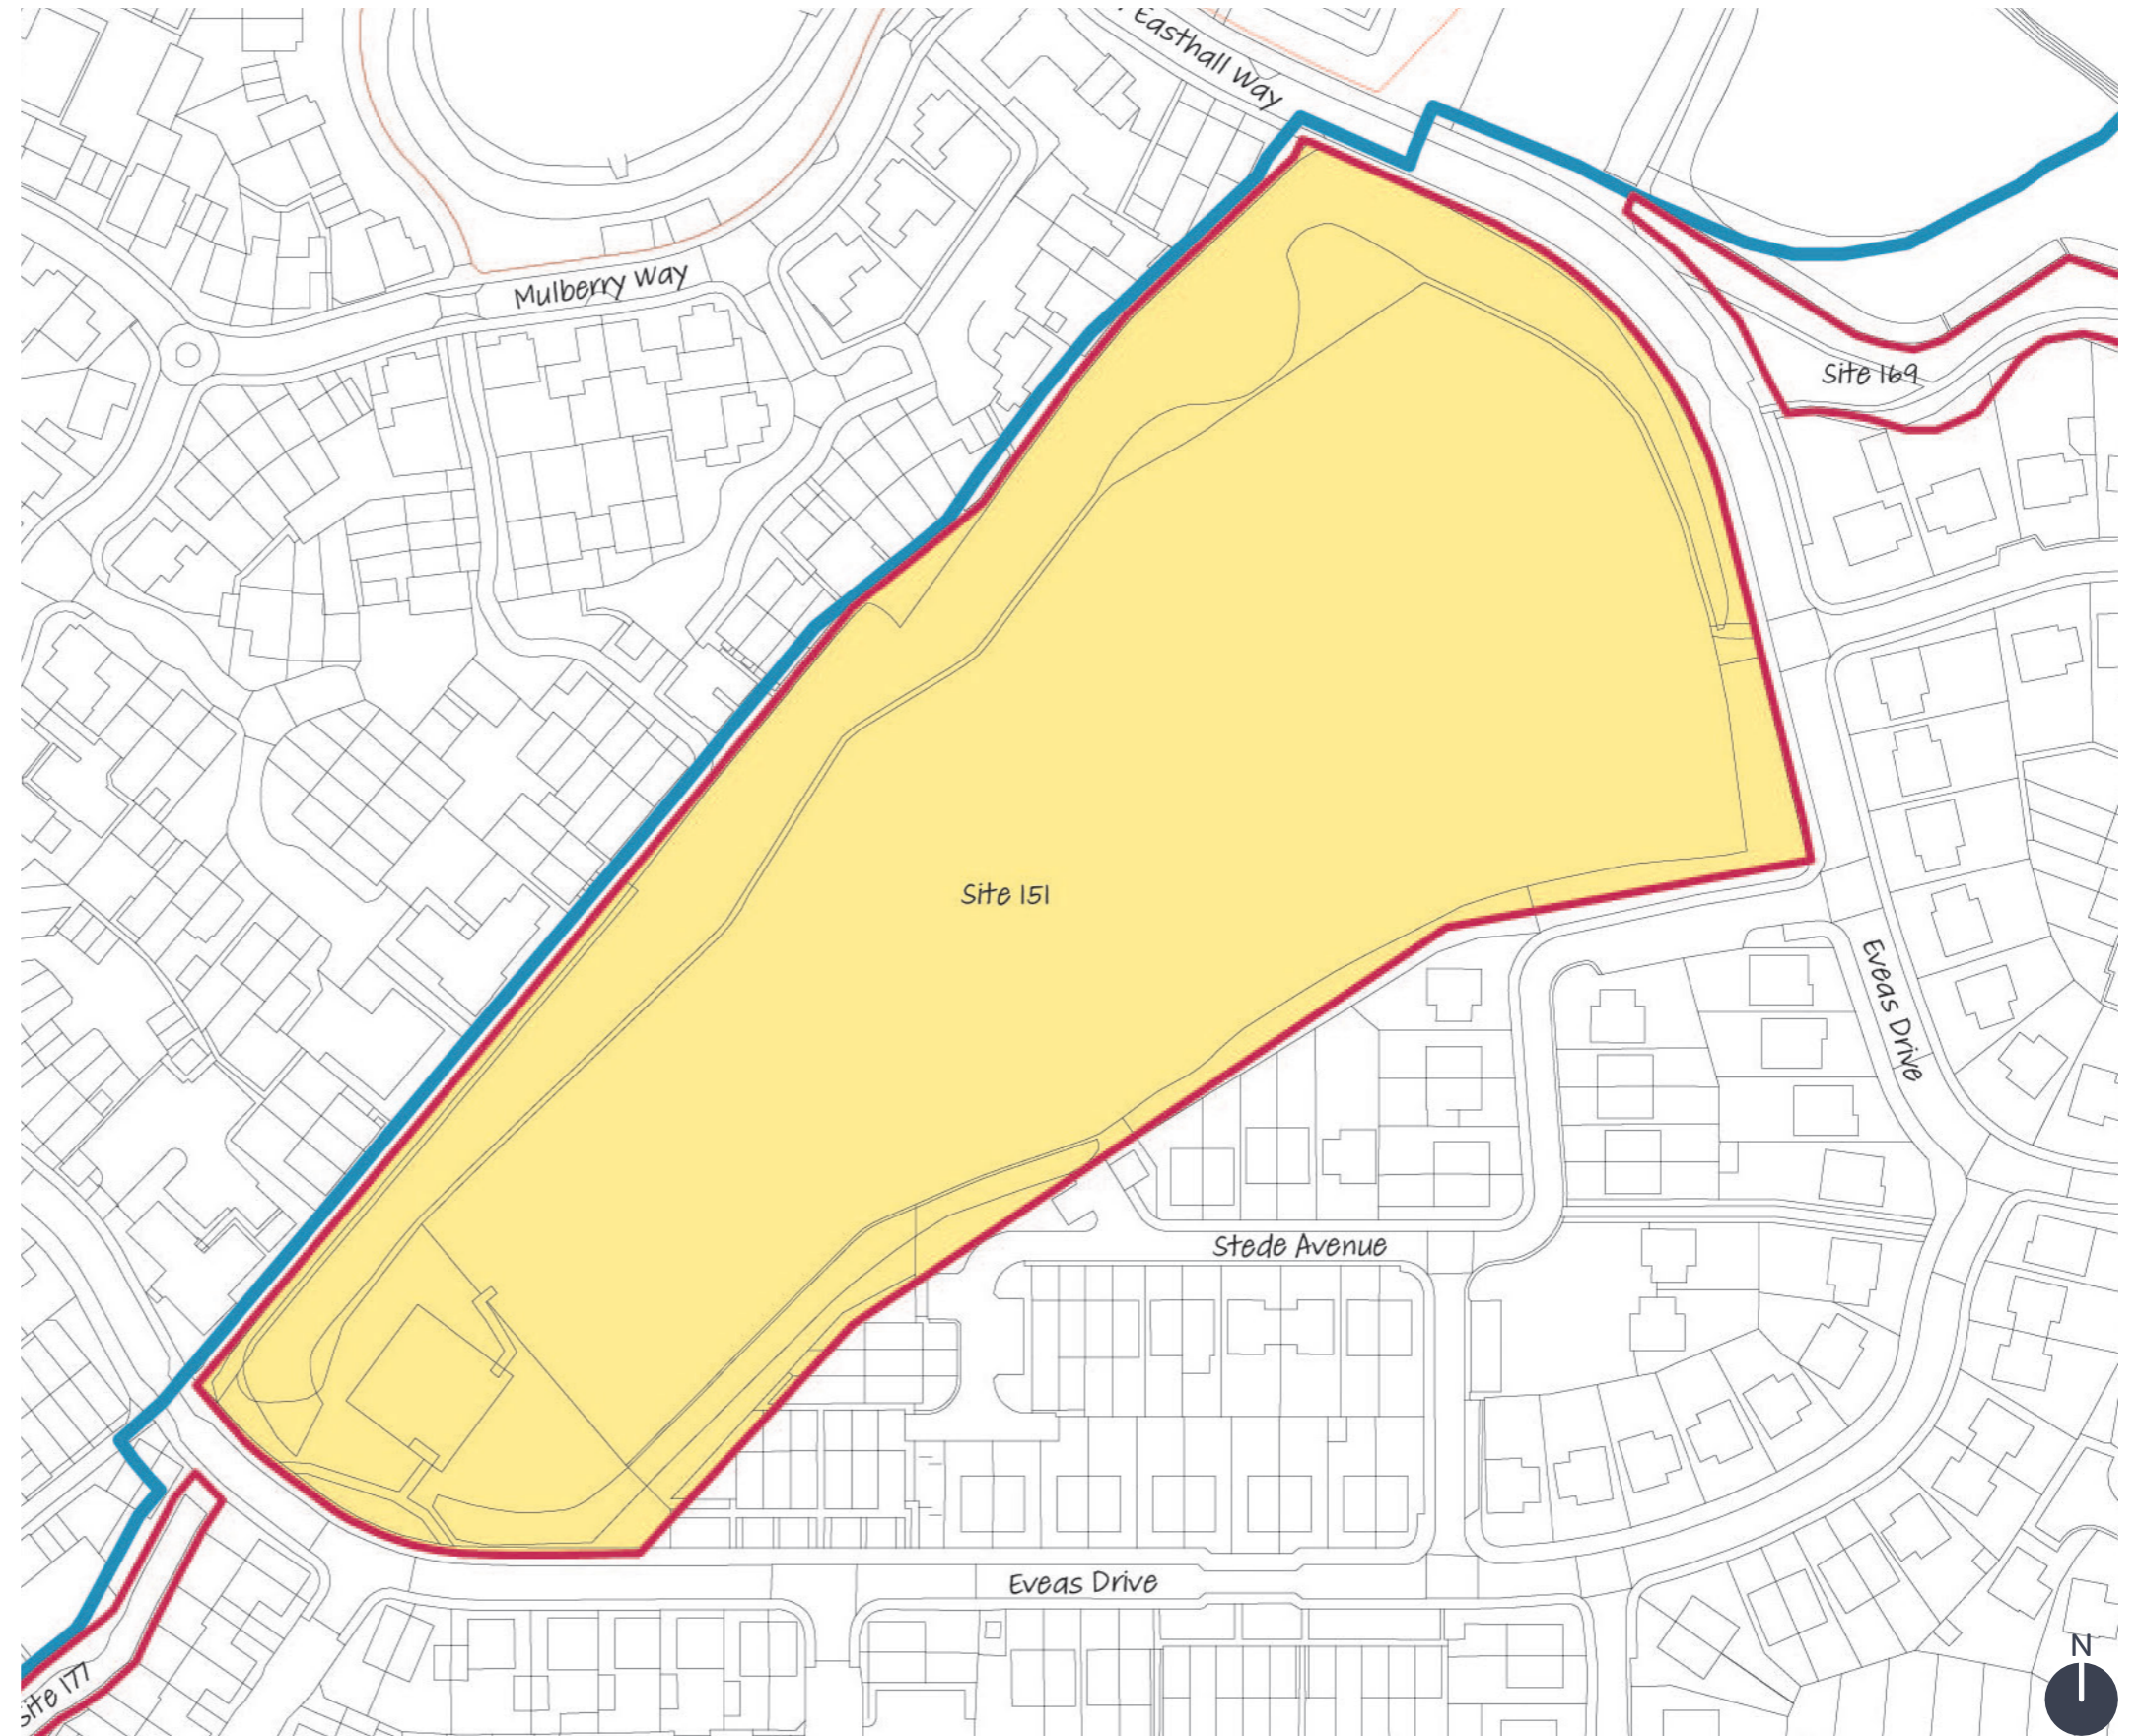 Easthall Way
Mulberry Way
Site 169
Site 151
Eveas Drive
Stede Avenue
Eveas Drive
Site 177
N